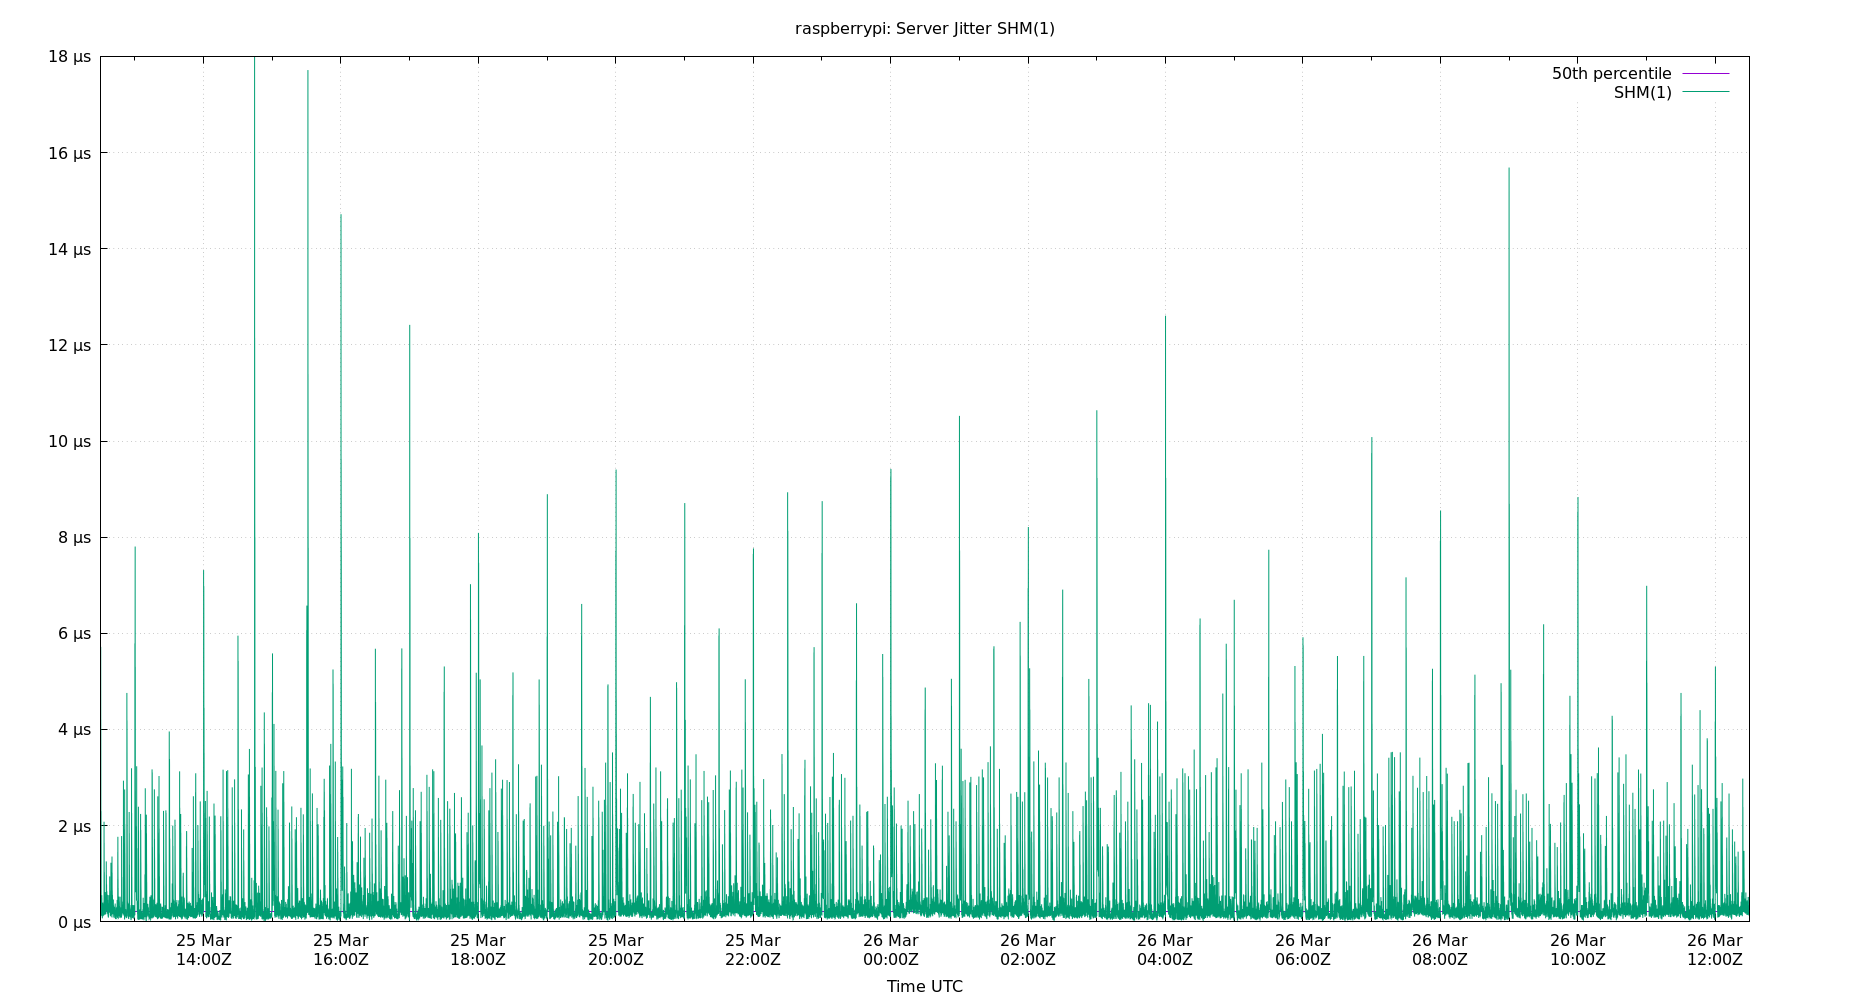 raspberrypi: Server Jitter SHM(1)
18 µs
16 µs
14 µs
12 µs
10 µs
8 µs
6 µs
4 µs
2 µs
0 µs
50th percentile
SHM(1)
25 Mar 25 Mar 25 Mar 25 Mar 25 Mar 26 Mar 26 Mar 26 Mar 26 Mar 26 Mar 26 Mar 26 Mar
14:00Z 16:00Z 18:00Z 20:00Z 22:00Z 00:00Z 02:00Z 04:00Z 06:00Z 08:00Z 10:00Z 12:00Z
Time UTC